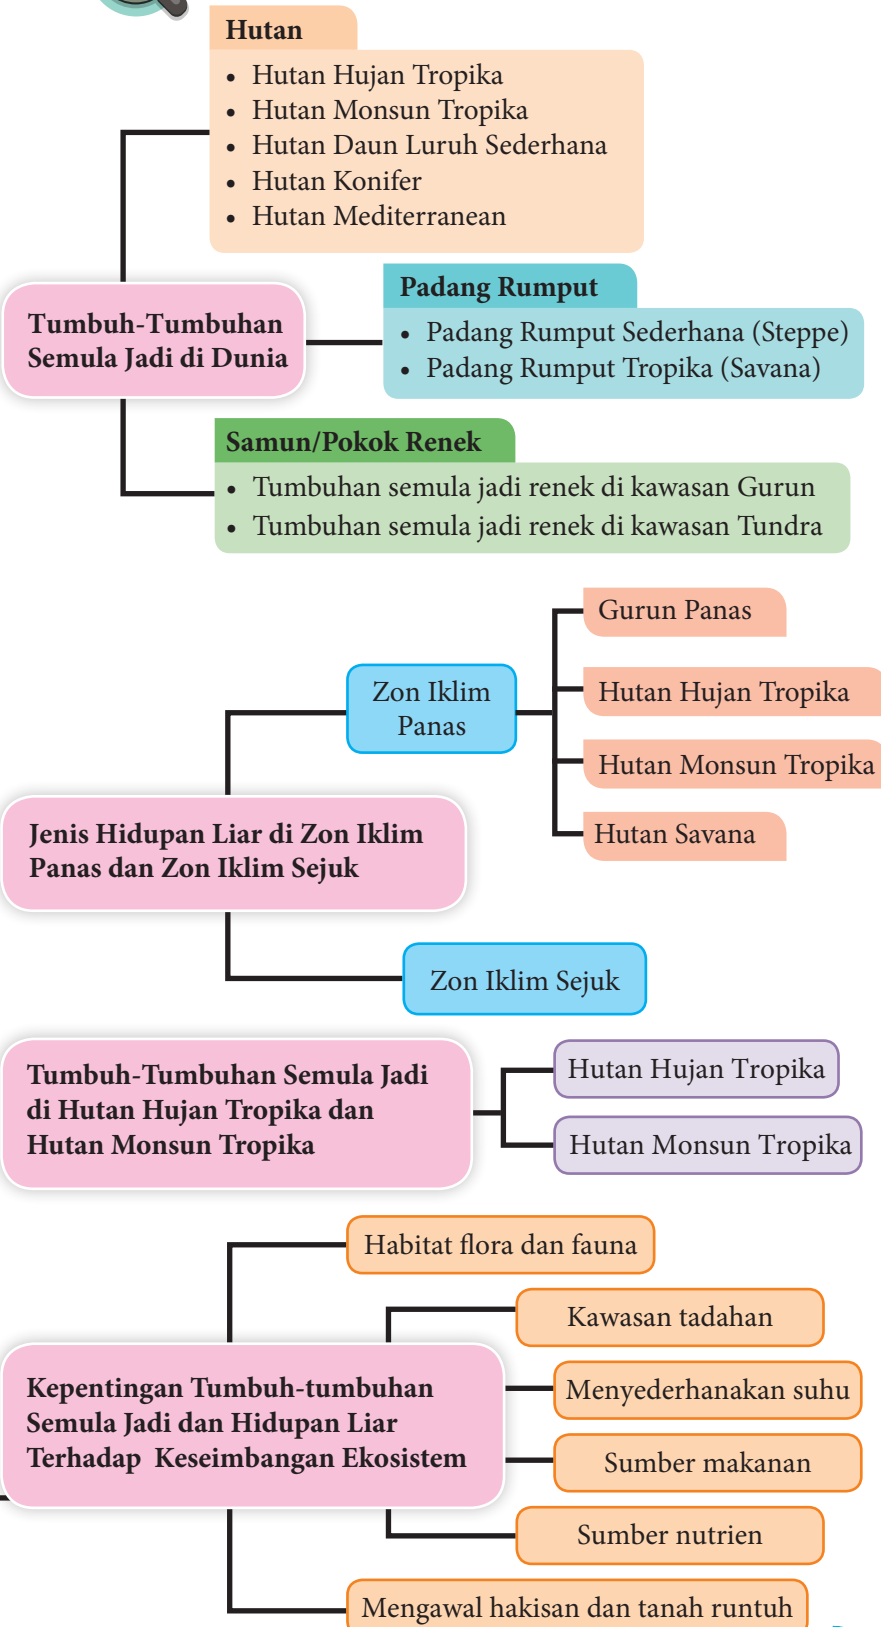 Hutan
• Hutan Hujan Tropika
• Hutan Monsun Tropika
• Hutan Daun Luruh Sederhana
• Hutan Konifer
• Hutan Mediterranean
Tumbuh-Tumbuhan
Semula Jadi di Dunia
Padang Rumput
• Padang Rumput Sederhana (Steppe)
• Padang Rumput Tropika (Savana)
Samun/Pokok Renek
• Tumbuhan semula jadi renek di kawasan Gurun
• Tumbuhan semula jadi renek di kawasan Tundra
Jenis Hidupan Liar di Zon Iklim
Panas dan Zon Iklim Sejuk
Zon Iklim
Panas
Gurun Panas
Hutan Hujan Tropika
Hutan Monsun Tropika
Hutan Savana
Zon Iklim Sejuk
Tumbuh-Tumbuhan Semula Jadi
di Hutan Hujan Tropika dan
Hutan Monsun Tropika
Hutan Hujan Tropika
Hutan Monsun Tropika
Kepentingan Tumbuh-tumbuhan
Semula Jadi dan Hidupan Liar
Terhadap Keseimbangan Ekosistem
Habitat flora dan fauna
Kawasan tadahan
Menyederhanakan suhu
Sumber makanan
Sumber nutrien
Mengawal hakisan dan tanah runtuh